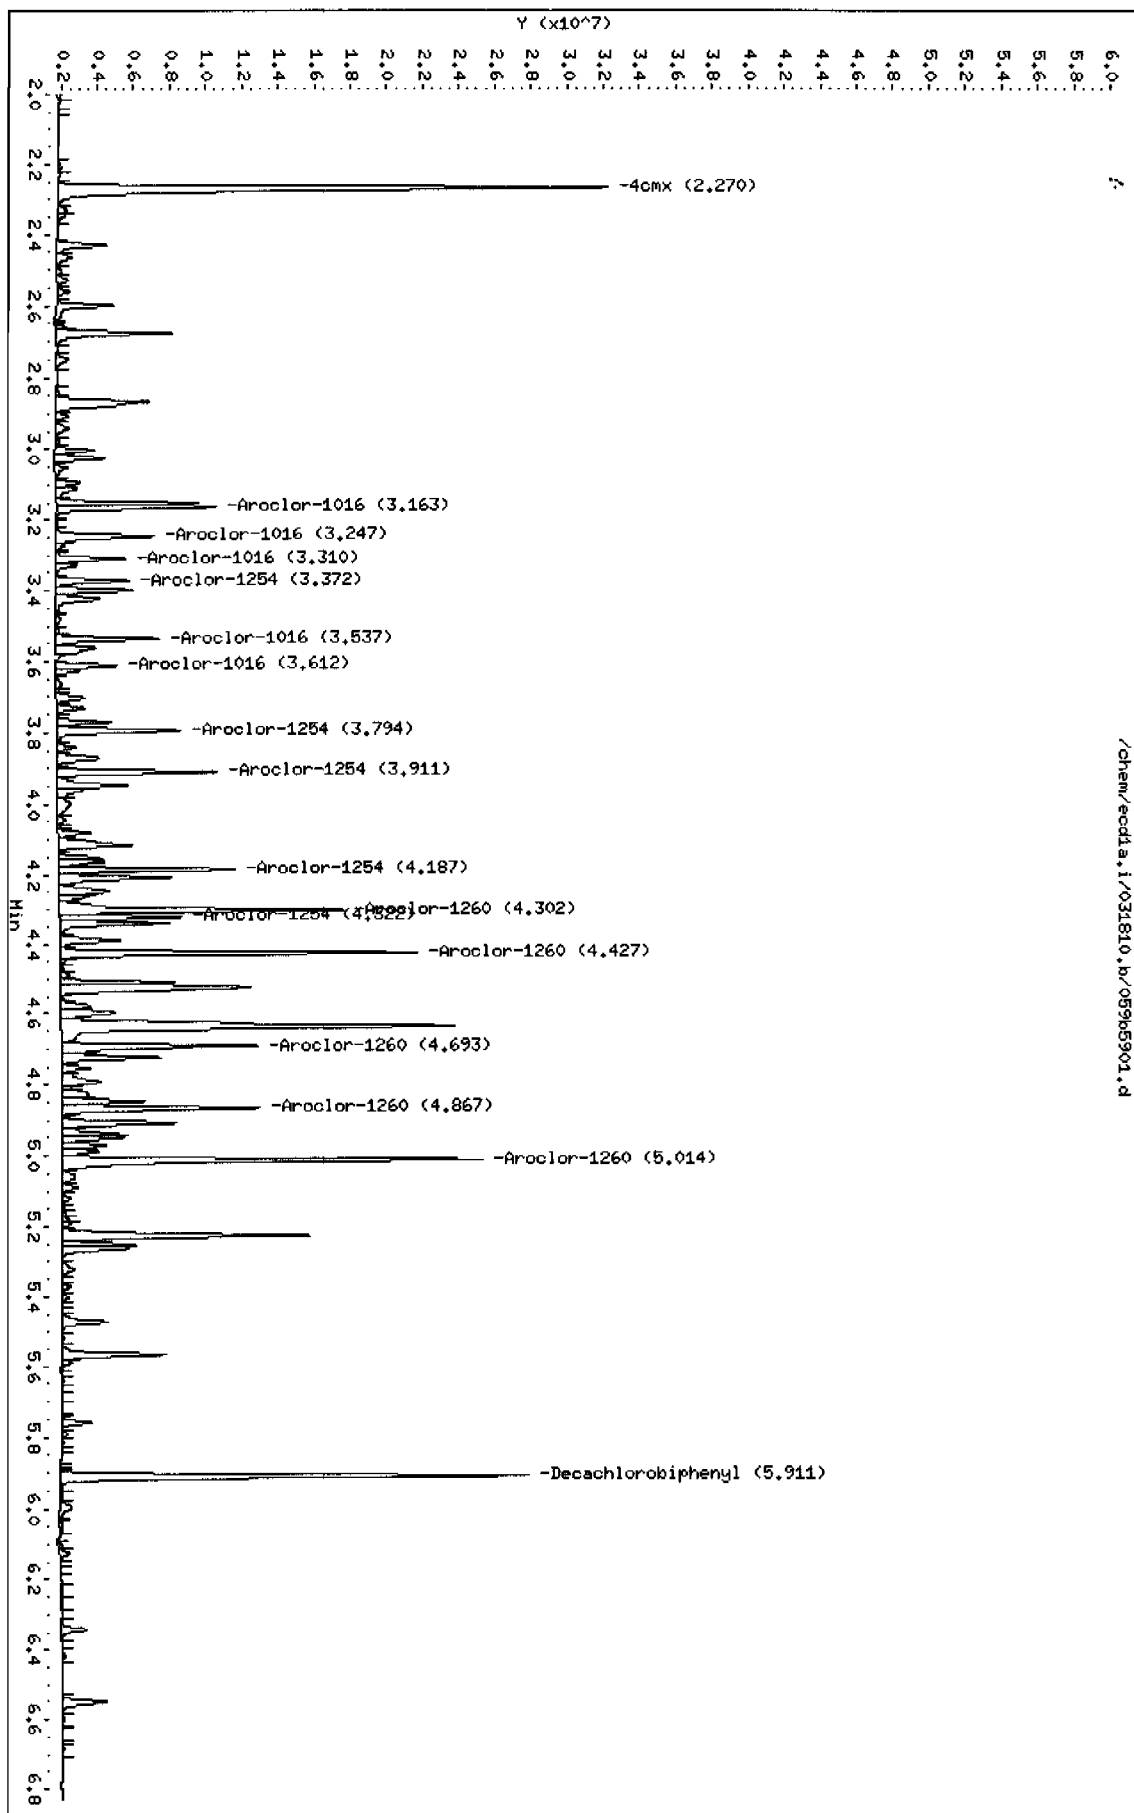 Y (x10^7)
0.2
0.4
0.6
0.8
1.0
1.2
1.4
1.6
1.8
2.0
2.2
2.4
2.6
2.8
3.0
3.2
3.4
3.6
3.8
4.0
4.2
4.4
4.6
4.8
5.0
5.2
5.4
5.6
5.8
6.0
2.0
2.2
2.4
2.6
2.8
3.0
3.2
3.4
3.6
3.8
4.0
4.2
4.4
4.6
4.8
5.0
5.2
5.4
5.6
5.8
6.0
6.2
6.4
6.6
6.8
Min
-4cmx (2.270)
-Aroclor-1016 (3.163)
-Aroclor-1016 (3.247)
-Aroclor-1016 (3.310)
-Aroclor-1254 (3.372)
-Aroclor-1016 (3.537)
-Aroclor-1016 (3.612)
-Aroclor-1254 (3.794)
-Aroclor-1254 (3.911)
-Aroclor-1254 (4.187)
-Aroclor-1260 (4.302)
-Aroclor-1254 (4.322)
-Aroclor-1260 (4.427)
-Aroclor-1260 (4.693)
-Aroclor-1260 (4.867)
-Aroclor-1260 (5.014)
-Decachlorobiphenyl (5.911)
/chem/ecd1a.i/031810.b/059b5901.d